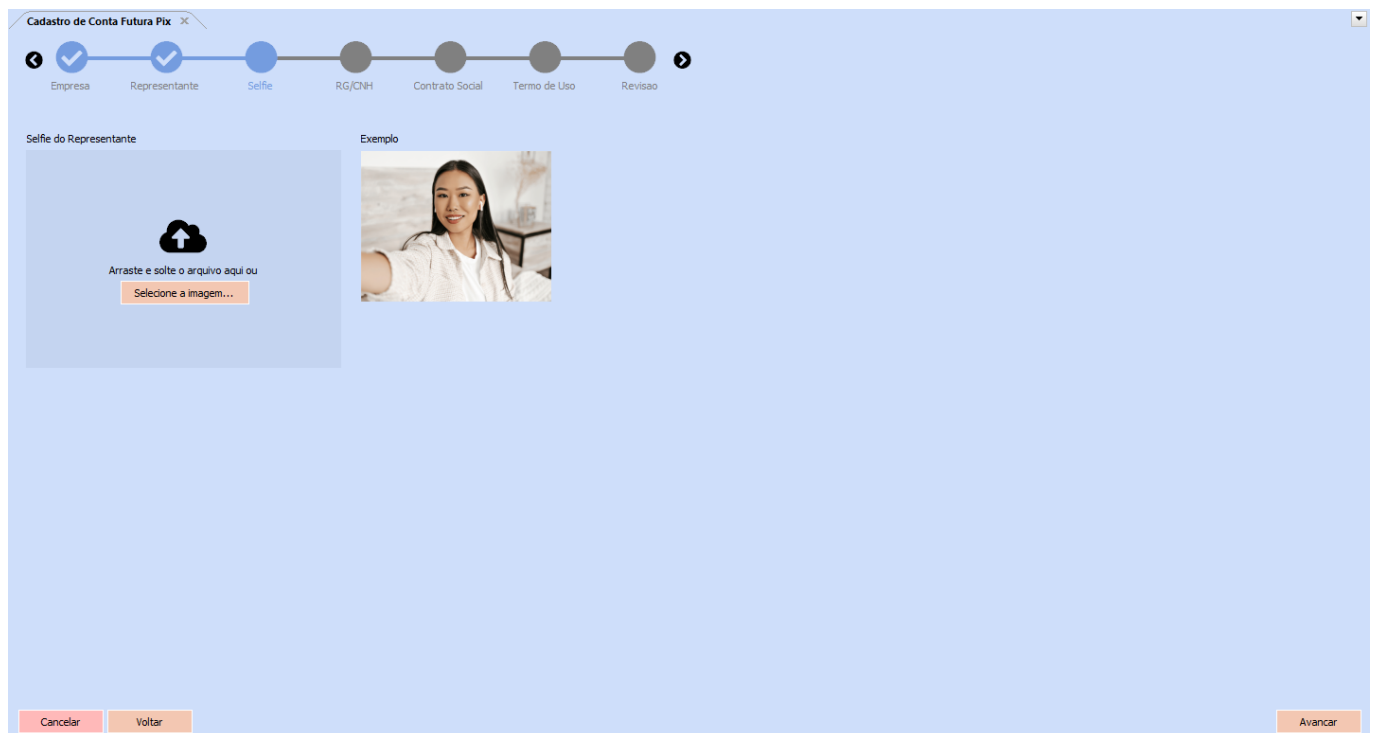 Cadastro de Conta Futura Pix
Empresa
Representante
Selfie
RG/CNH
Contrato Social
Termo de Uso
Revisao
Selfie do Representante
Exemplo
Arraste e solte o arquivo aqui ou
Selecione a imagem...
Cancelar
Voltar
Avancar